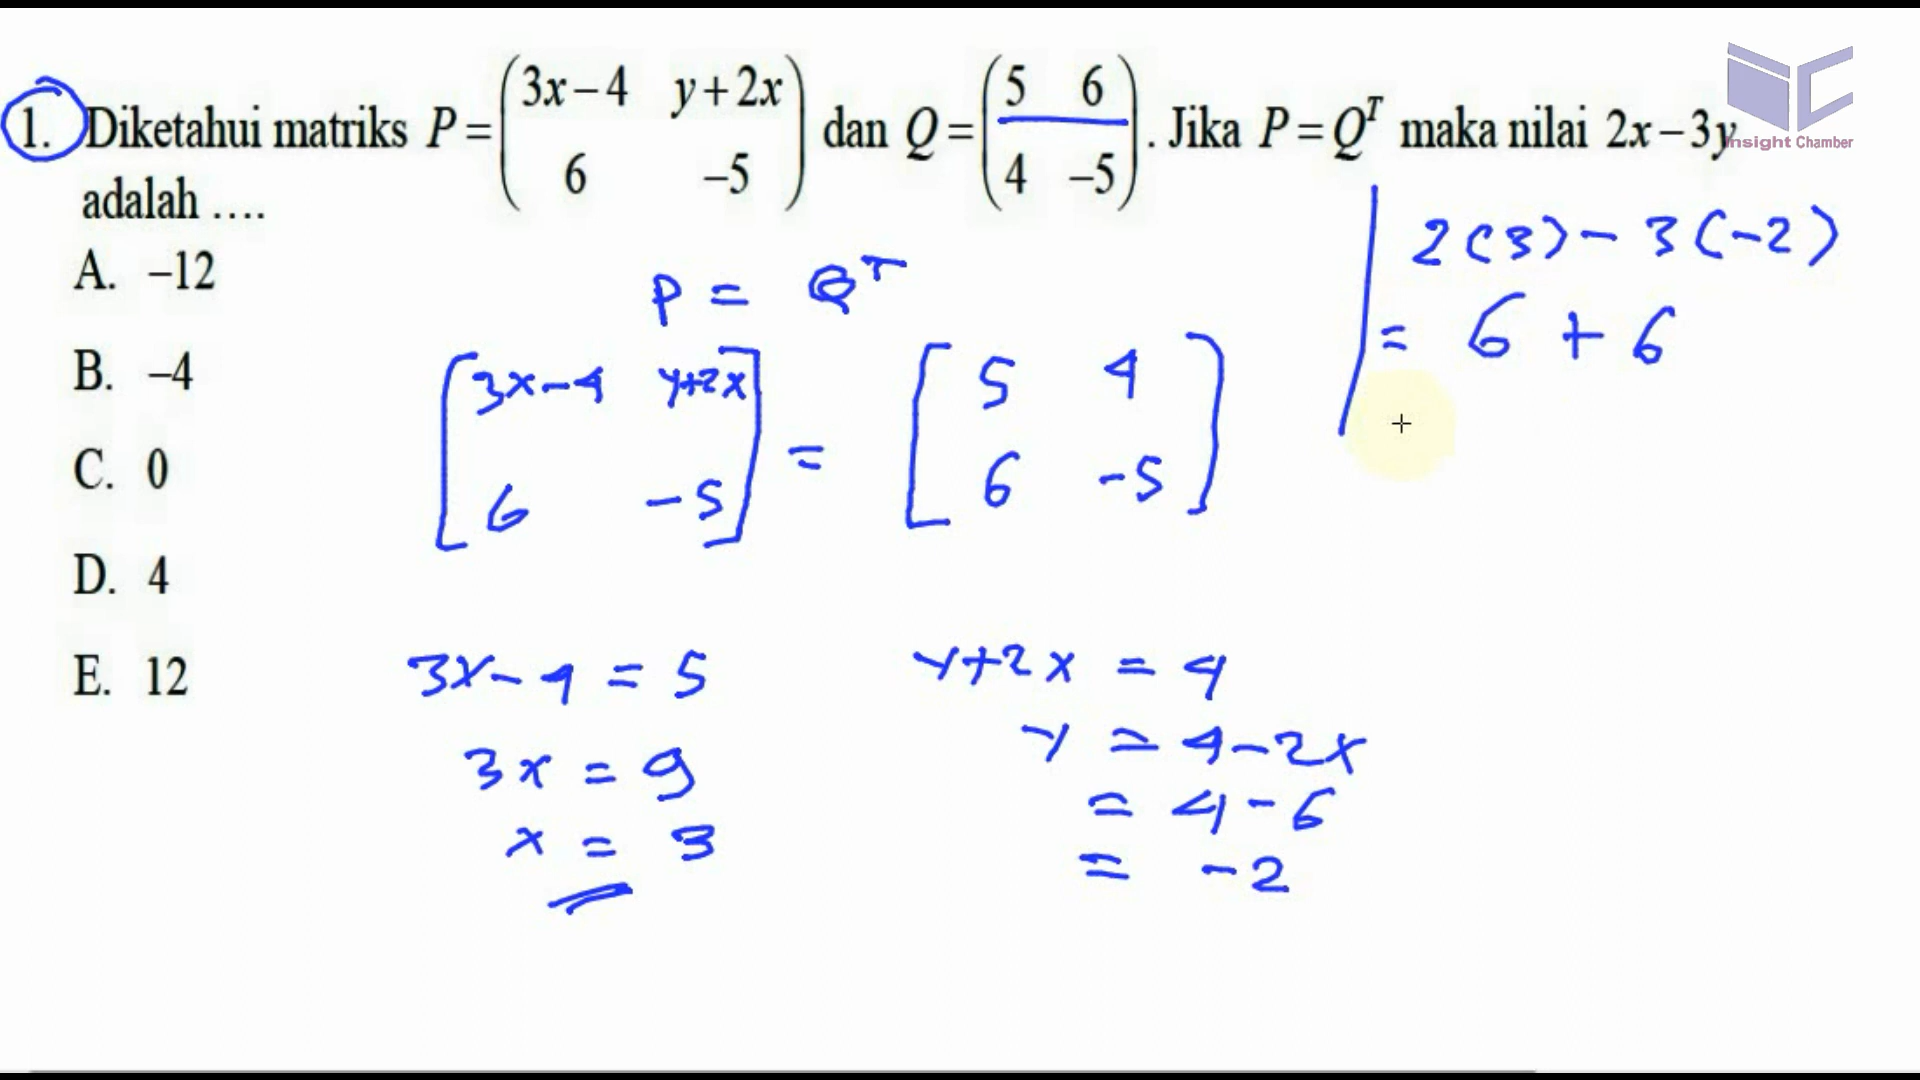 1. Diketahui matriks P = (3x – 4 y + 2x
6 –5) dan Q = (5 6
4 –5). Jika P = Q^T maka nilai 2x – 3y
adalah ….
A. –12
B. –4
C. 0
D. 4
E. 12
Insight Chamber
P = Q^T
[3x – 4 y+2x
6 –5] = [5 4
6 –5]
3x – 4 = 5
3x = 9
x = 3
y+2x = 4
y = 4 – 2x
= 4 – 6
= –2
2(3) – 3(–2)
= 6 + 6